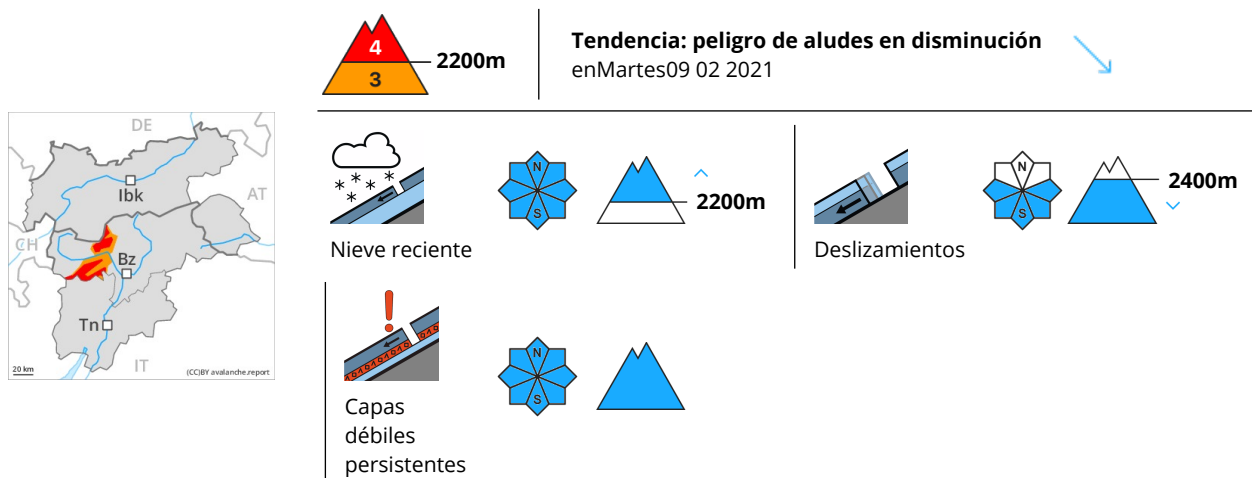 4
3
2200m
Tendencia: peligro de aludes en disminución
enMartes09 02 2021
DE
Ibk
AT
CH
Bz
Tn
IT
20 km
(CC)BY avalanche.report
N
S
2200m
Nieve reciente
N
S
2400m
Deslizamientos
N
S
Capas
débiles
persistentes